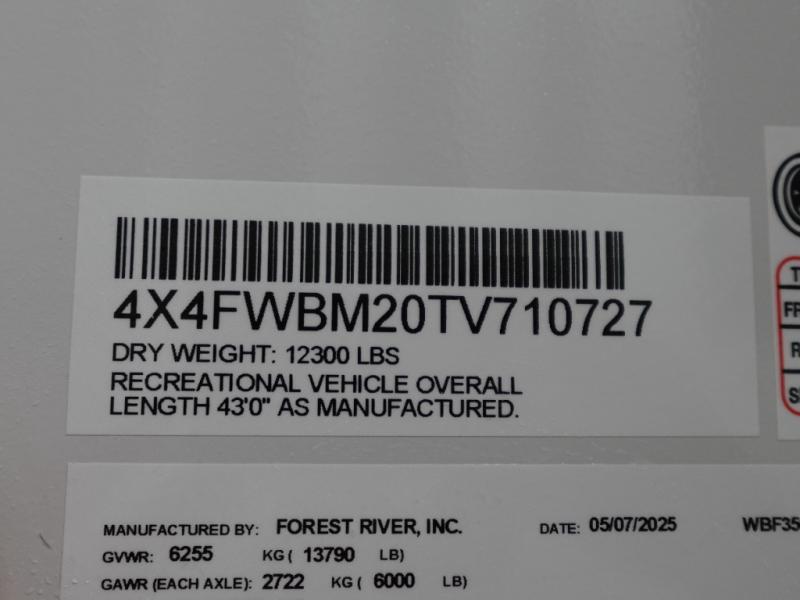 4X4FWBM20TV710727
DRY WEIGHT: 12300 LBS
RECREATIONAL VEHICLE OVERALL
LENGTH 43'0" AS MANUFACTURED.
MANUFACTURED BY: FOREST RIVER, INC. DATE: 05/07/2025 WBF35
GVWR: 6255 KG ( 13790 LB)
GAWR (EACH AXLE): 2722 KG ( 6000 LB)